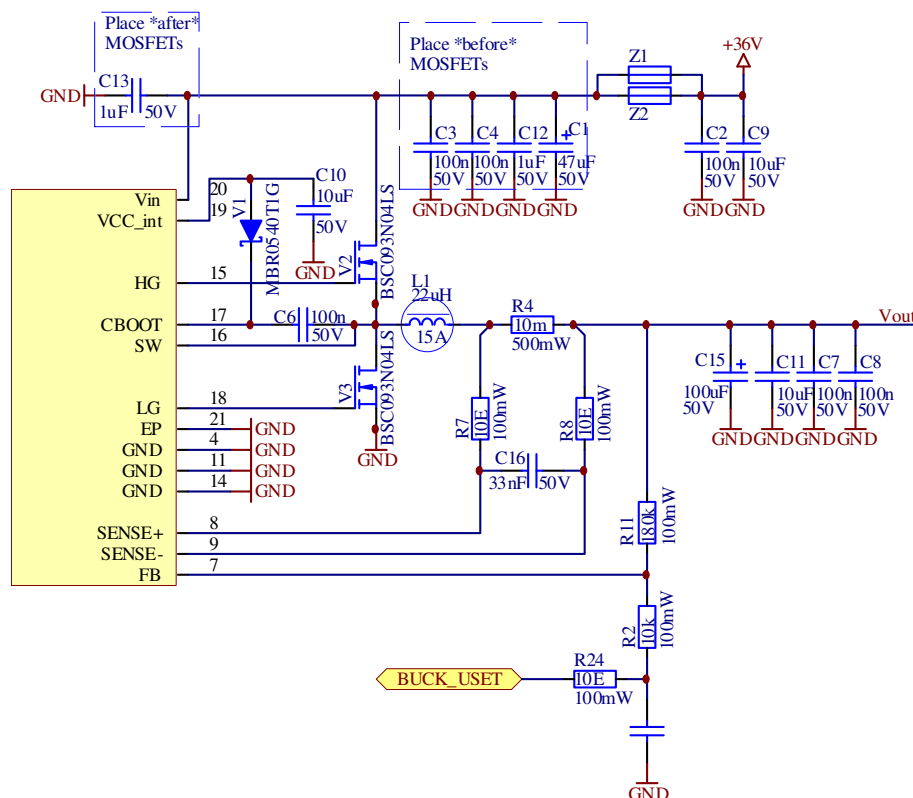 Place *after*
MOSFETs
C13
GND
1uF 50V
Place *before*
MOSFETs
C3
100n
50V
GND
C4
100n
50V
GND
C12
1uF
50V
GND
+
C1
47uF
50V
GND
Z1
Z2
+36V
C2
100n
50V
GND
C9
10uF
50V
GND
Vin 20
VCC_int 19
HG 15
CBOOT 17
SW 16
LG 18
EP 21 GND
GND 4 GND
GND 11 GND
GND 14 GND
SENSE+ 8
SENSE- 9
FB 7
V1
MBR0540T1G
C10
10uF
50V
GND
V2
BSC093N04LS
C6 100n
50V
V3
BSC093N04LS
GND
L1
22uH
15A
R4
10m
500mW
R7
10E
100mW
R8
10E
100mW
C16
33nF 50V
Vout
C15
+
100uF
50V
GND
C11
10uF
50V
GND
C7
100n
50V
GND
C8
100n
50V
GND
R11
180k
100mW
R2
10k
100mW
BUCK_USET
R24
10E
100mW
GND